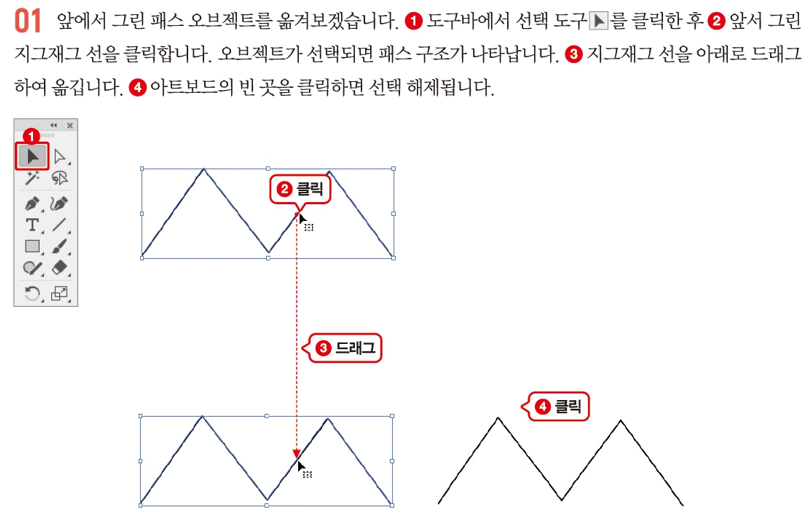 01 앞에서 그린 패스 오브젝트를 옮겨보겠습니다. ❶ 도구바에서 선택 도구를 클릭한 후 ❷ 앞서 그린
지그재그 선을 클릭합니다. 오브젝트가 선택되면 패스 구조가 나타납니다. ❸ 지그재그 선을 아래로 드래그
하여 옮깁니다. ❹ 아트보드의 빈 곳을 클릭하면 선택 해제됩니다.
❶
❷ 클릭
❸ 드래그
❹ 클릭